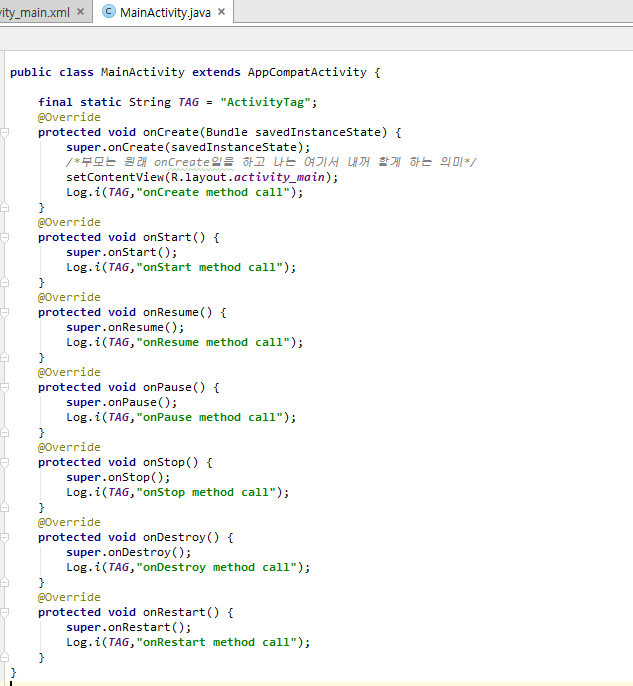 vity_main.xml × C MainActivity.java ×
public class MainActivity extends AppCompatActivity {
final static String TAG = "ActivityTag";
@Override
protected void onCreate(Bundle savedInstanceState) {
super.onCreate(savedInstanceState);
/*부모는 원래 onCreate일을 하고 나는 여기서 내꺼 할게 하는 의미*/
setContentView(R.layout.activity_main);
Log.i(TAG,"onCreate method call");
}
@Override
protected void onStart() {
super.onStart();
Log.i(TAG,"onStart method call");
}
@Override
protected void onResume() {
super.onResume();
Log.i(TAG,"onResume method call");
}
@Override
protected void onPause() {
super.onPause();
Log.i(TAG,"onPause method call");
}
@Override
protected void onStop() {
super.onStop();
Log.i(TAG,"onStop method call");
}
@Override
protected void onDestroy() {
super.onDestroy();
Log.i(TAG,"onDestroy method call");
}
@Override
protected void onRestart() {
super.onRestart();
Log.i(TAG,"onRestart method call");
}
}